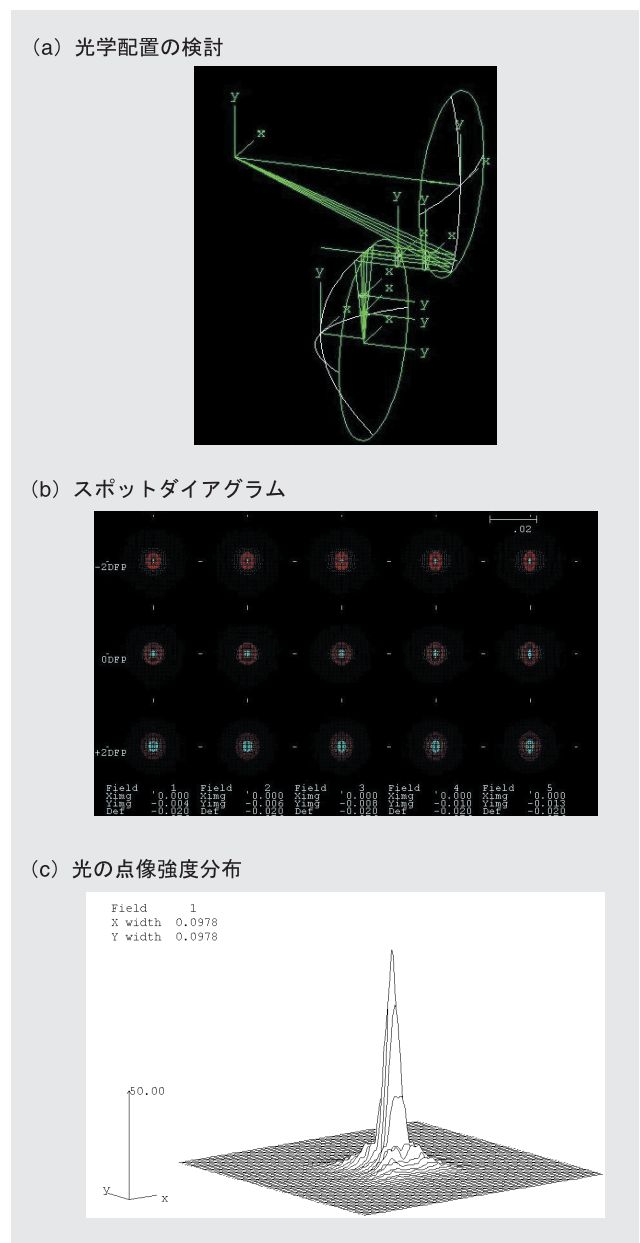 (a) 光学配置の検討
y
x
y
x
y
y
x
x
x
y
x
y
x
x
y
y
(b) スポットダイアグラム
.02
-2DFP
0DFP
+2DFP
Field 1 Field 2 Field 3 Field 4 Field 5
Ximg 0.000 Ximg 0.000 Ximg 0.000 Ximg 0.000 Ximg 0.000
Yimg -0.004 Yimg -0.006 Yimg -0.008 Yimg -0.010 Yimg -0.013
Def -0.020 Def -0.020 Def -0.020 Def -0.020 Def -0.020
(c) 光の点像強度分布
Field 1
X width 0.0978
Y width 0.0978
50.00
y
x